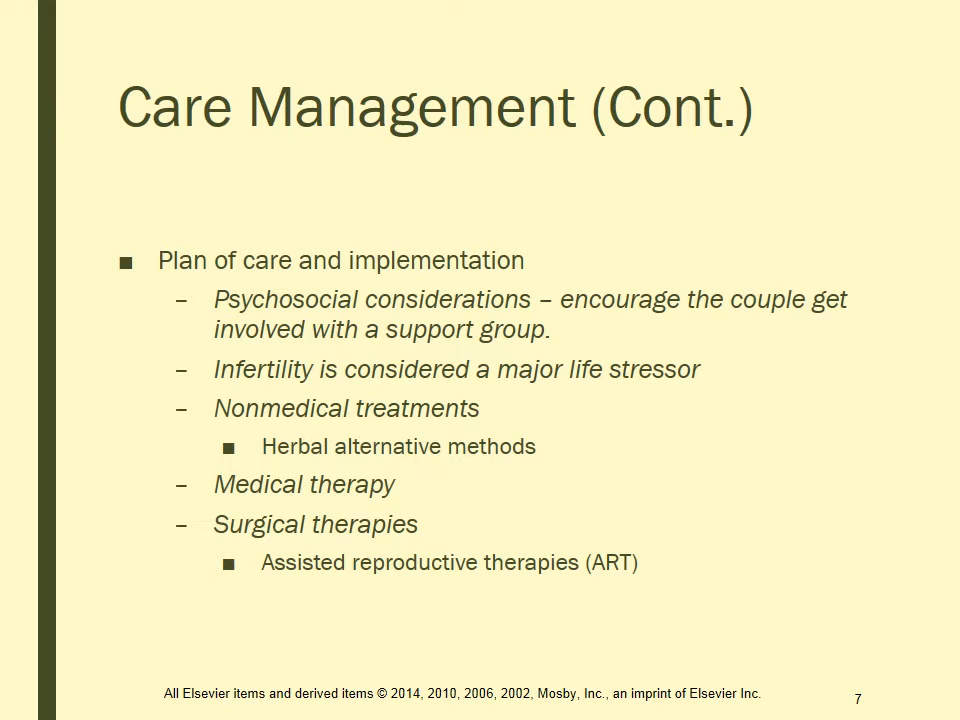 Care Management (Cont.)
■ Plan of care and implementation
– Psychosocial considerations – encourage the couple get
involved with a support group.
– Infertility is considered a major life stressor
– Nonmedical treatments
■ Herbal alternative methods
– Medical therapy
– Surgical therapies
■ Assisted reproductive therapies (ART)
All Elsevier items and derived items © 2014, 2010, 2006, 2002, Mosby, Inc., an imprint of Elsevier Inc.
7